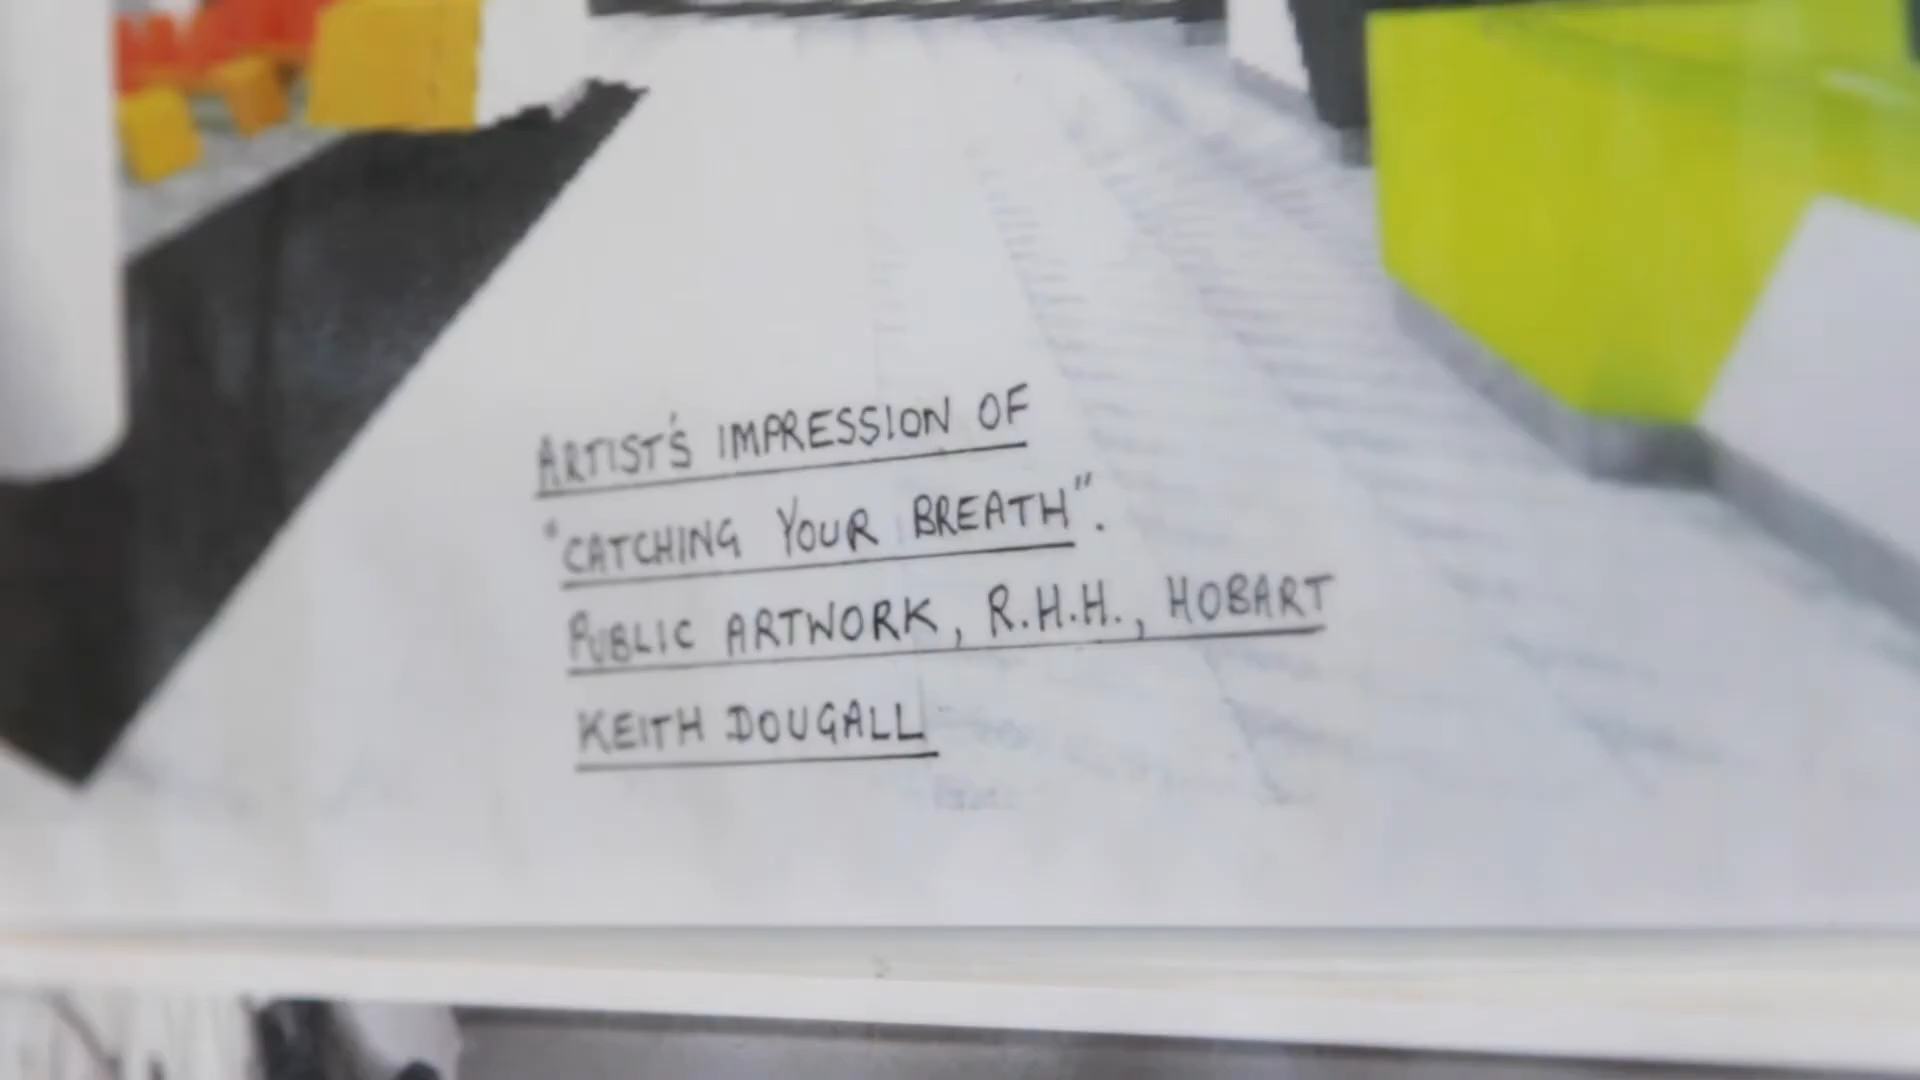 ARTIST'S IMPRESSION OF
"CATCHING YOUR BREATH".
PUBLIC ARTWORK, R.H.H., HOBART
KEITH DOUGALL